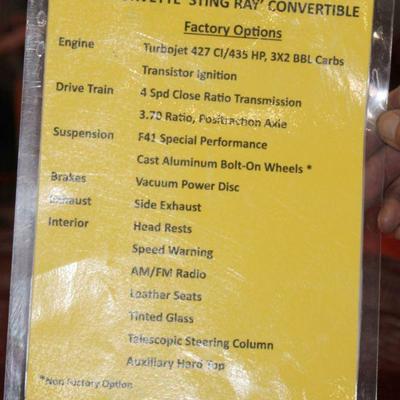 'STING RAY' CONVERTIBLE
Factory Options
Engine Turbojet 427 CI/435 HP, 3X2 BBL Carbs
Transistor Ignition
Drive Train 4 Spd Close Ratio Transmission
3.70 Ratio, Positraction Axle
Suspension F41 Special Performance
Cast Aluminum Bolt-On Wheels *
Brakes Vacuum Power Disc
Exhaust Side Exhaust
Interior Head Rests
Speed Warning
AM/FM Radio
Leather Seats
Tinted Glass
Telescopic Steering Column
Auxiliary Hard Top
*Non Factory Option